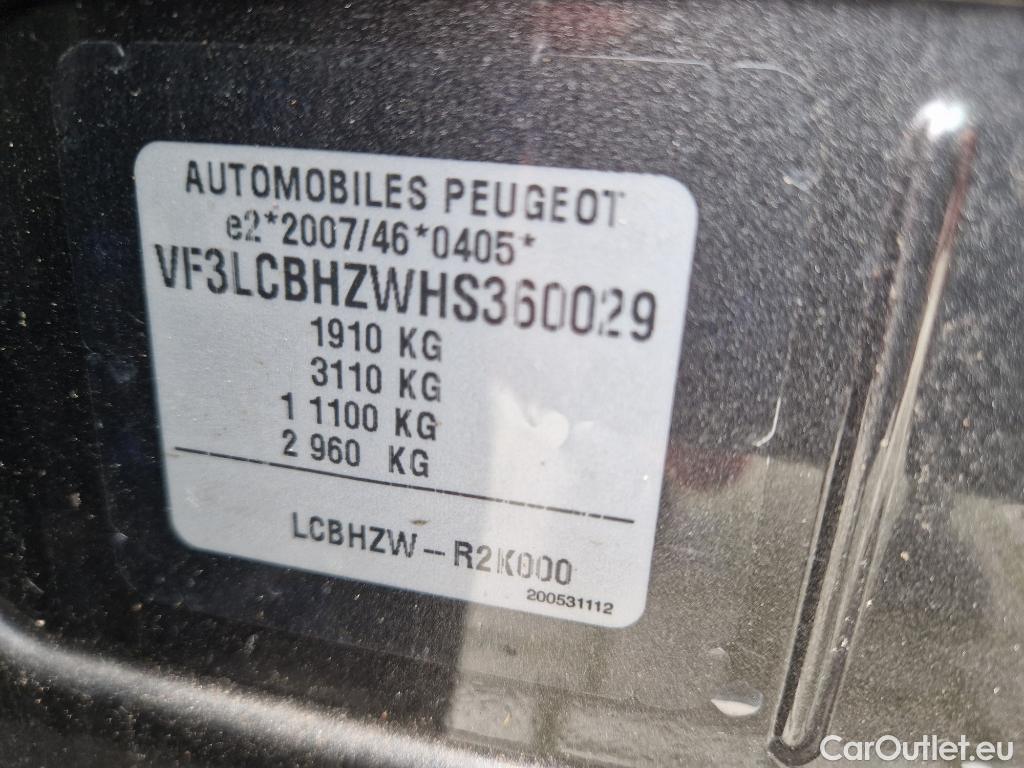 AUTOMOBILES PEUGEOT
e2*2007/46*0405*
VF3LCBHZWHS360029
1910 KG
3110 KG
1 1100 KG
2 960 KG
LCBHZW-R2K000
200531112
CarOutlet.eu